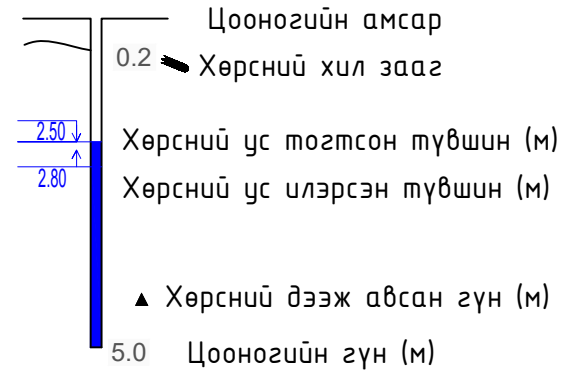 Цооногийн амсар
0.2 Хөрсний хил зааг
2.50 Хөрсний ус тогтсон түвшин (м)
2.80 Хөрсний ус илэрсэн түвшин (м)
▲ Хөрсний дээж авсан гүн (м)
5.0 Цооногийн гүн (м)